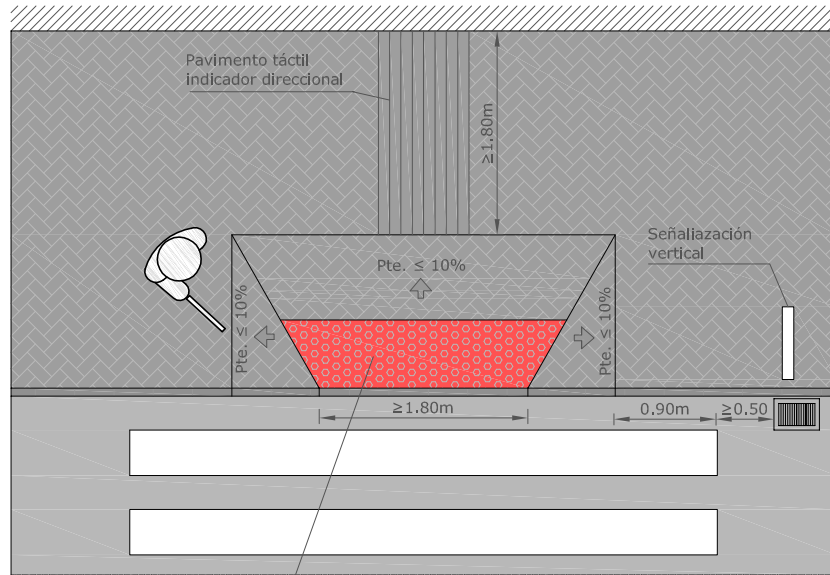 Pavimento táctil
indicador direccional
≥1.80m
Señaliazación
vertical
Pte. ≤ 10%
Pte. ≤ 10%
Pte. ≤ 10%
≥1.80m
0.90m
≥0.50